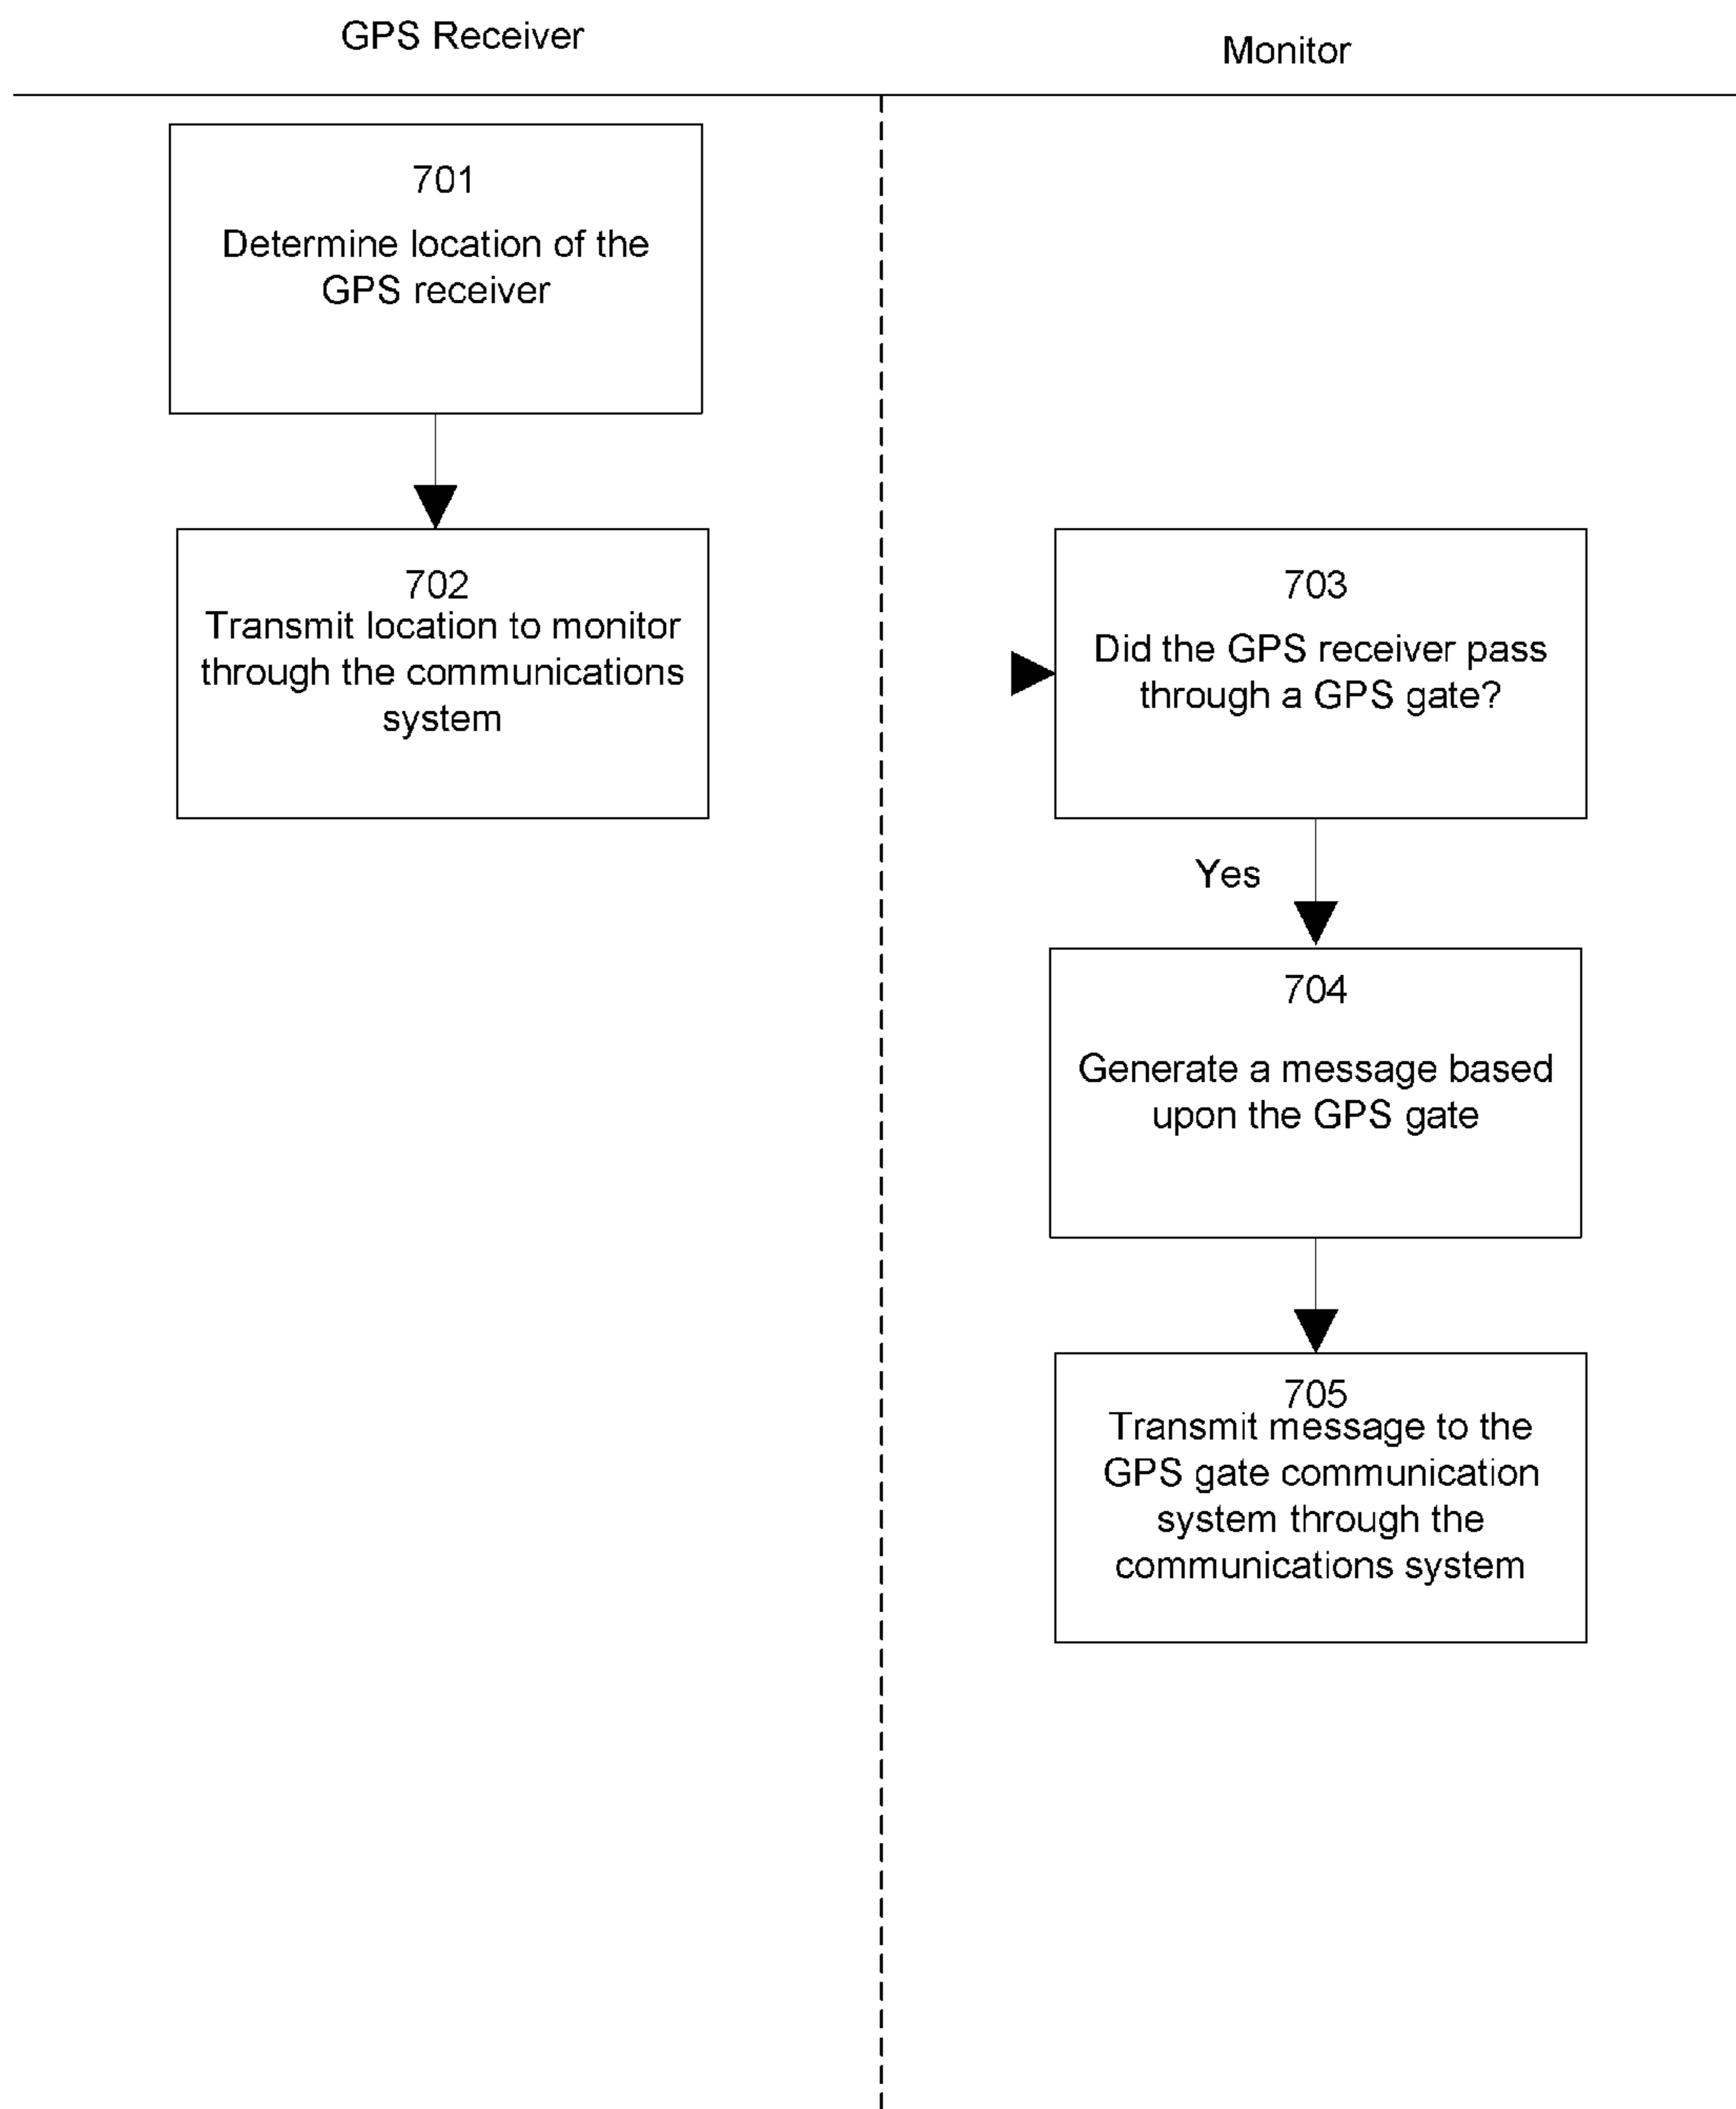 GPS Receiver
Monitor
701
Determine location of the
GPS receiver
702
Transmit location to monitor
through the communications
system
703
Did the GPS receiver pass
through a GPS gate?
Yes
704
Generate a message based
upon the GPS gate
705
Transmit message to the
GPS gate communication
system through the
communications system